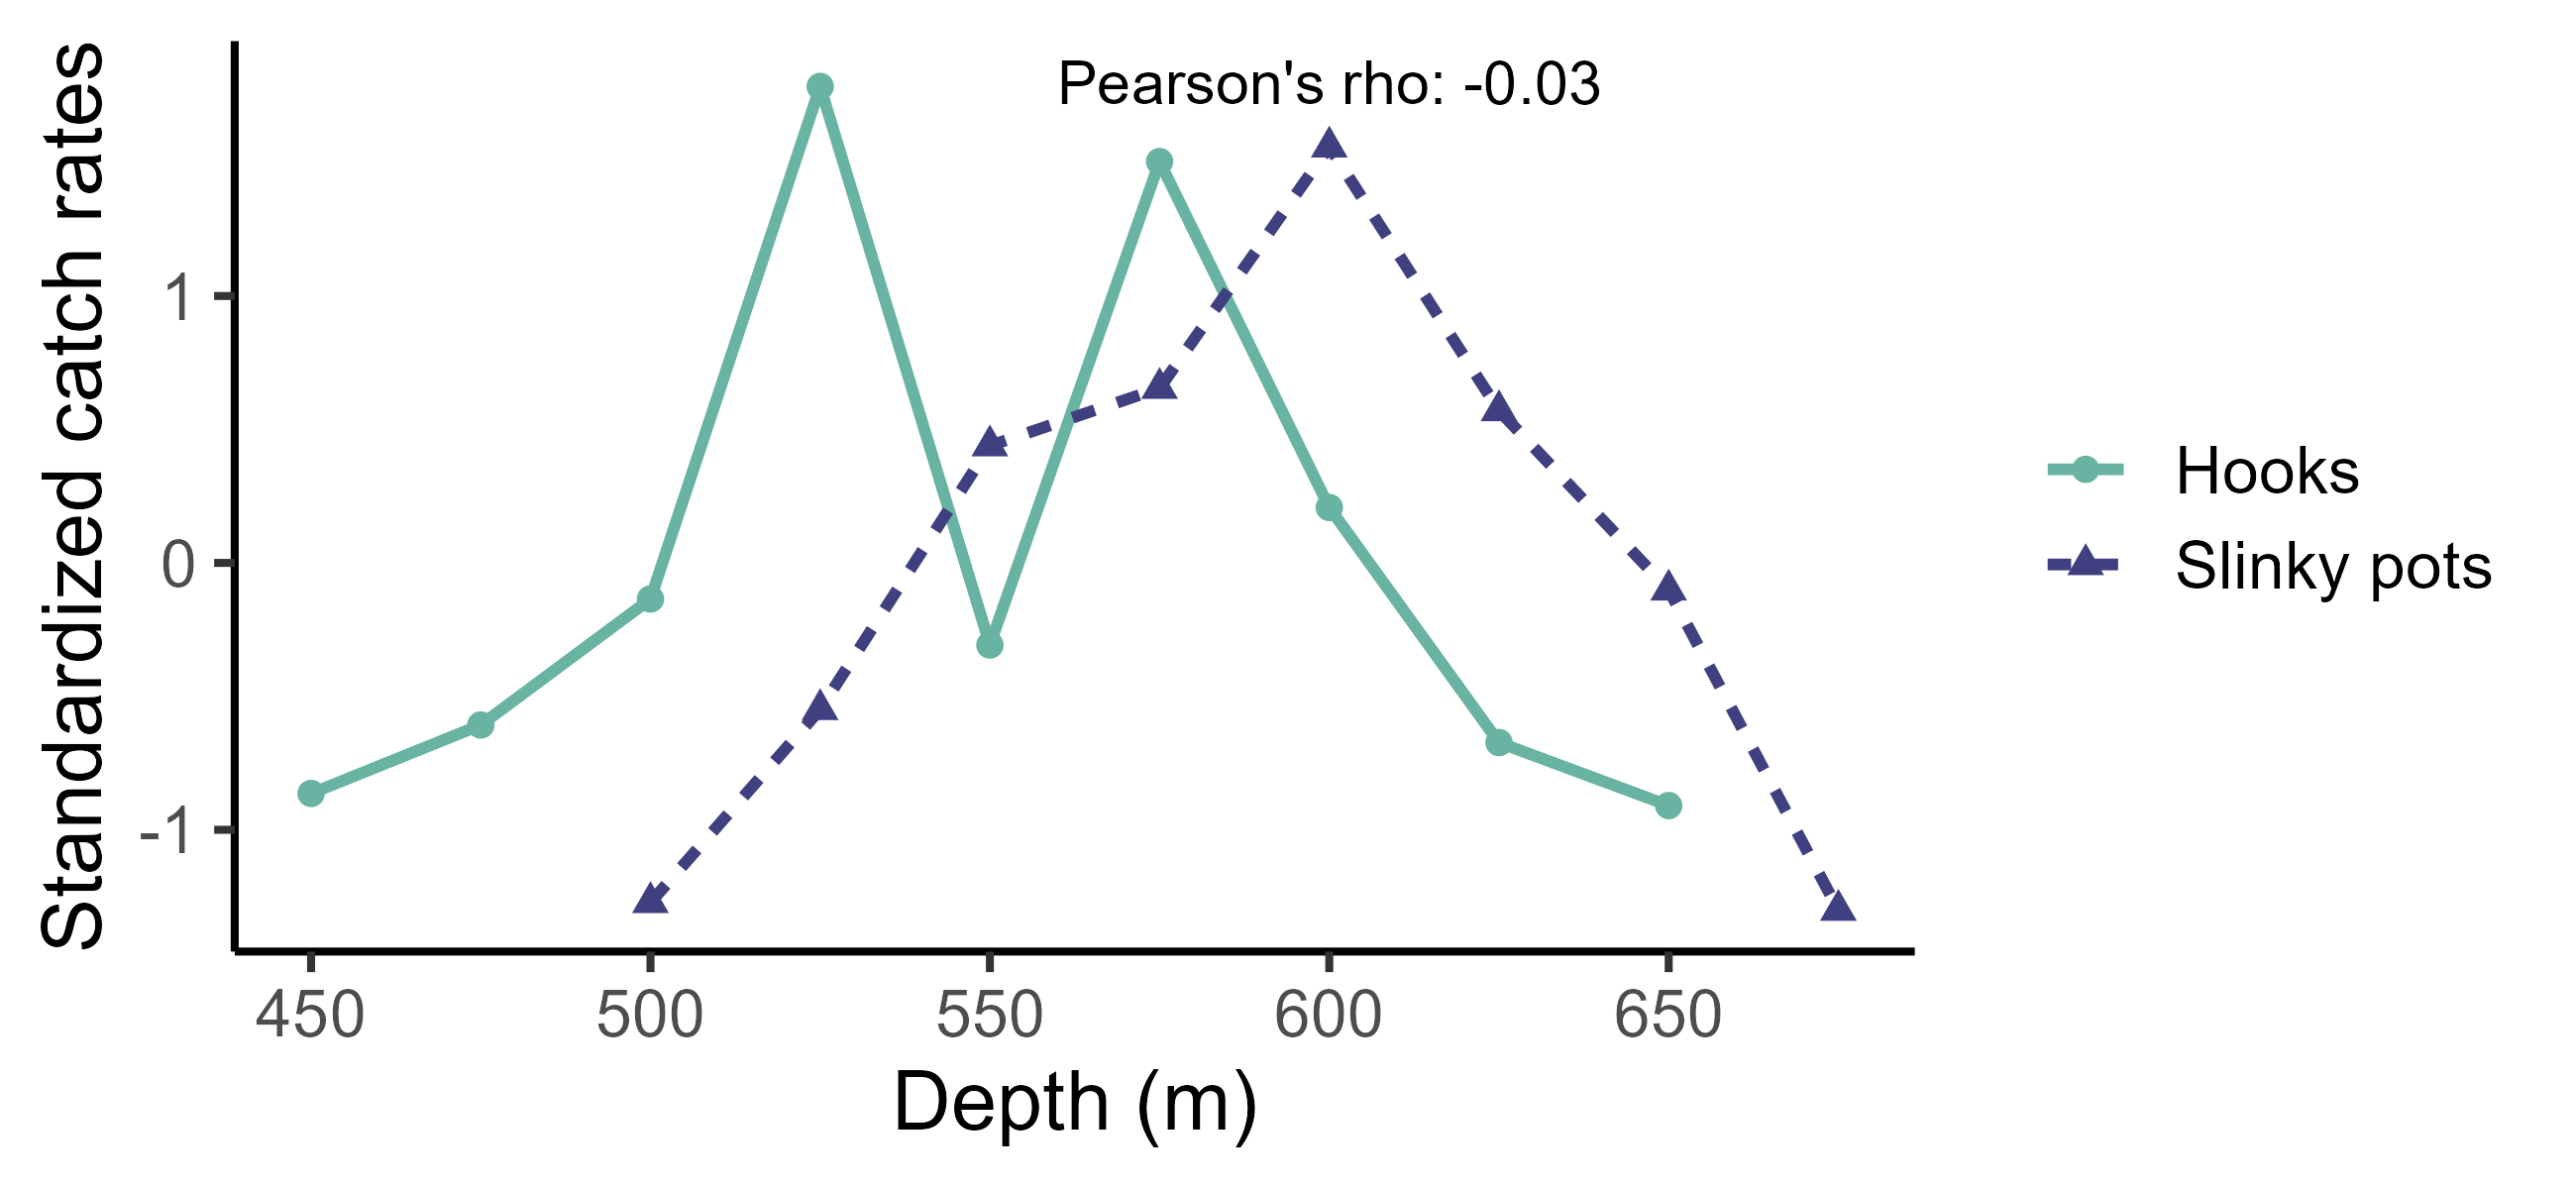 Pearson's rho: -0.03
Standardized catch rates
1
0
-1
450 500 550 600 650
Depth (m)
Hooks
Slinky pots